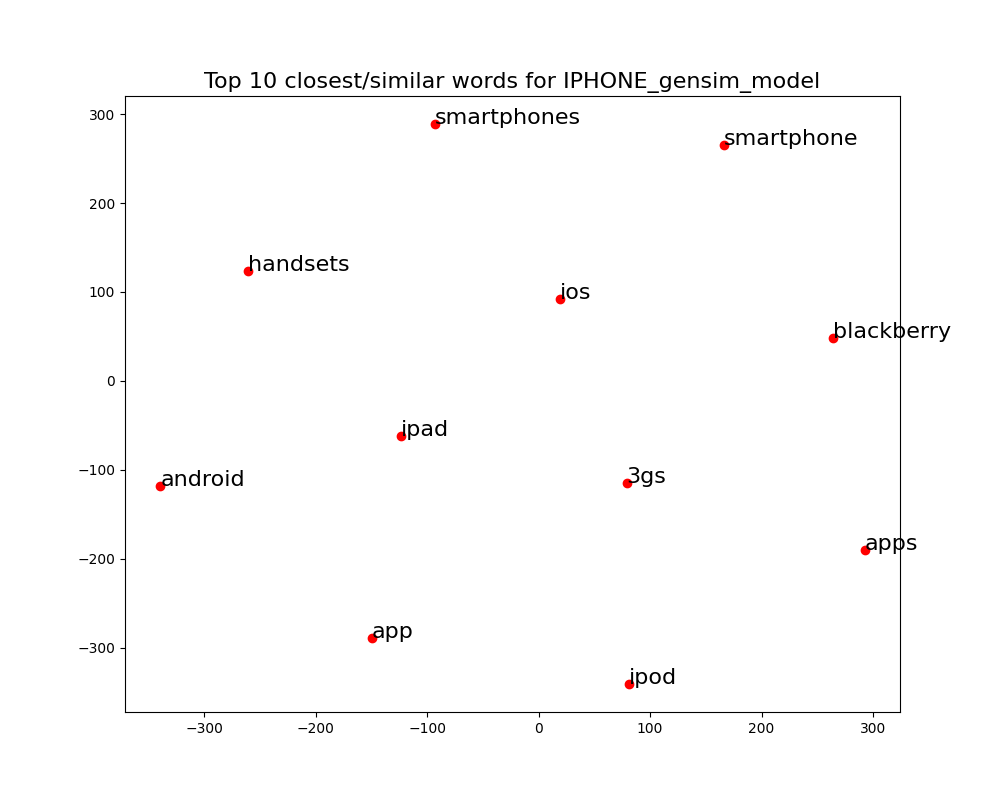 Top 10 closest/similar words for IPHONE_gensim_model
300
smartphones
smartphone
200
handsets
100
ios
blackberry
0
ipad
−100
android
3gs
apps
−200
app
−300
ipod
−300 −200 −100 0 100 200 300